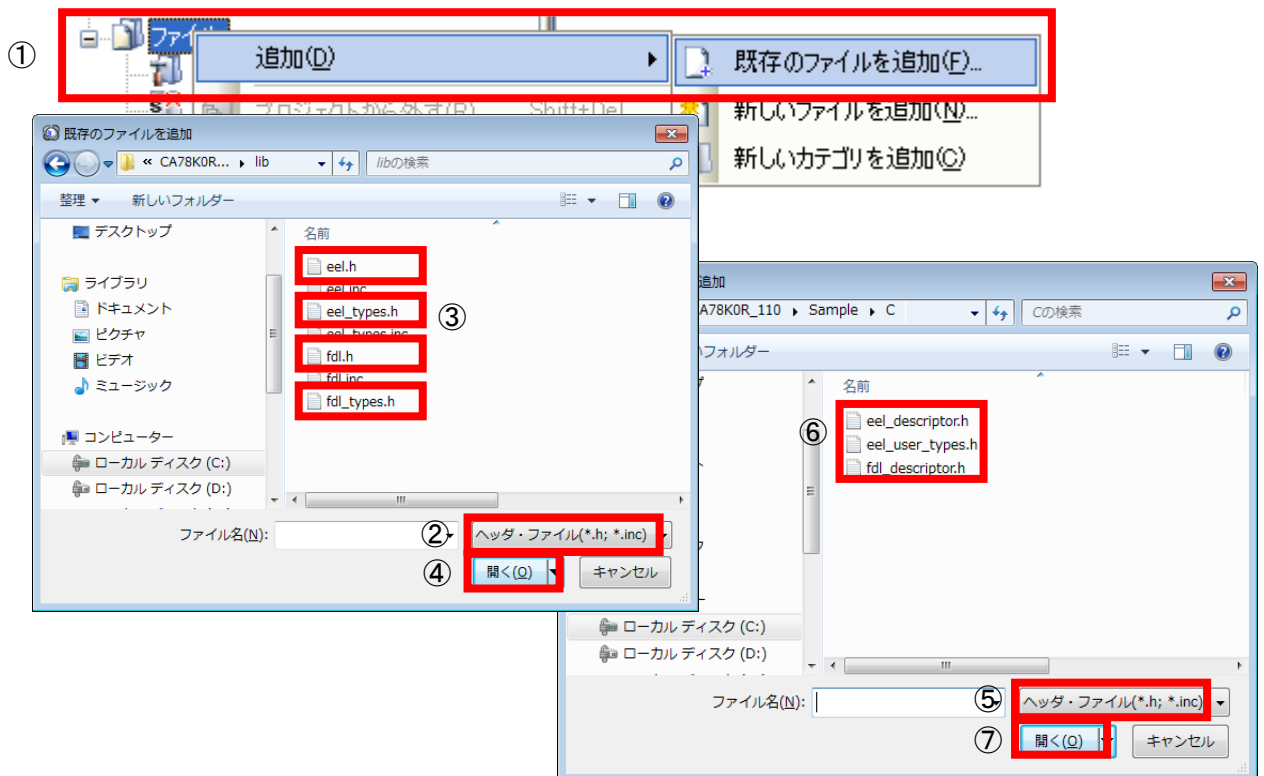 ①
ファイル
追加(D)
既存のファイルを追加(F)...
プロジェクトから外す(R) Shift+Del
新しいファイルを追加(N)...
新しいカテゴリを追加(C)
既存のファイルを追加
« CA78K0R... ▸ lib
libの検索
整理
新しいフォルダー
デスクトップ
ライブラリ
ドキュメント
ピクチャ
ビデオ
ミュージック
コンピューター
ローカル ディスク (C:)
ローカル ディスク (D:)
名前
eel.h
eel.inc
eel_types.h
③
eel_types.inc
fdl.h
fdl.inc
fdl_types.h
ファイル名(N):
②
ヘッダ・ファイル(*.h; *.inc)
④
開く(O)
キャンセル
追加
A78K0R_110 ▸ Sample ▸ C
Cの検索
いフォルダー
名前
⑥
eel_descriptor.h
eel_user_types.h
fdl_descriptor.h
ローカル ディスク (C:)
ローカル ディスク (D:)
ファイル名(N):
⑤
ヘッダ・ファイル(*.h; *.inc)
⑦
開く(O)
キャンセル